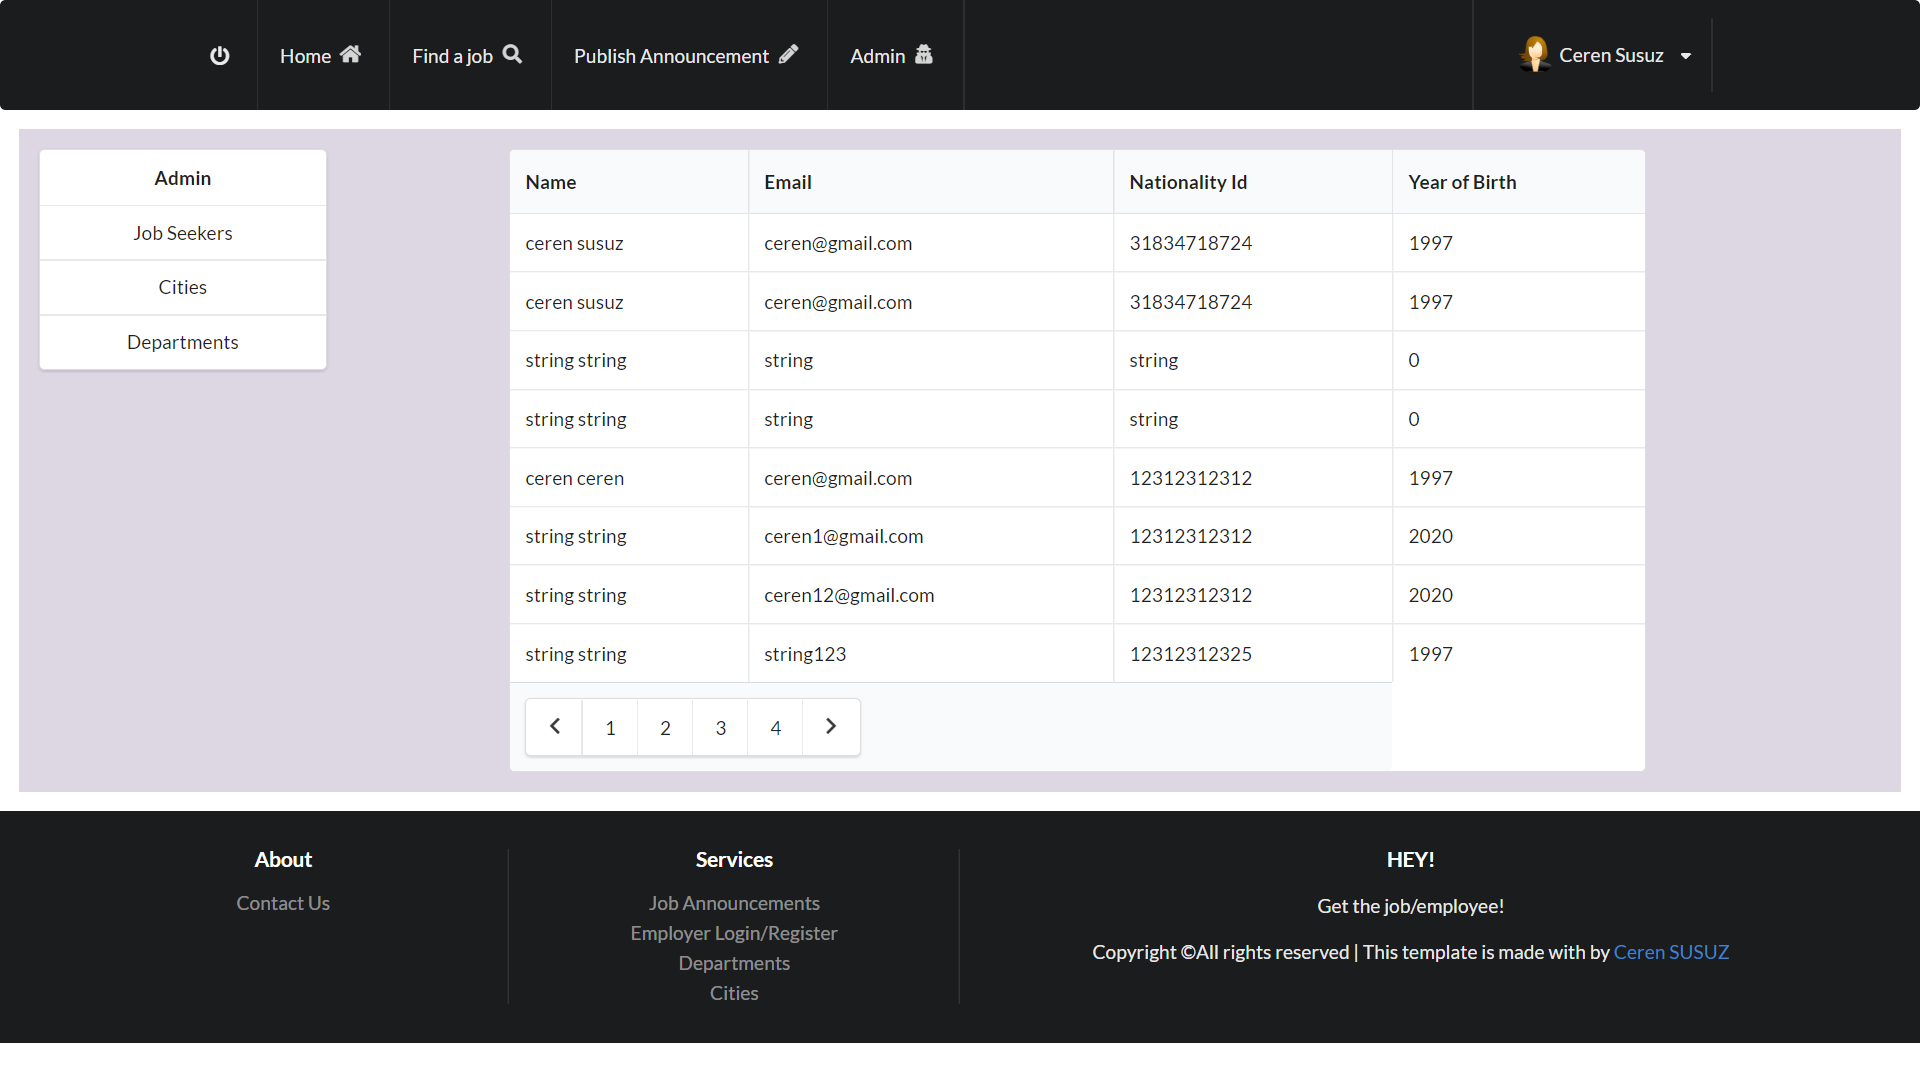 Home
Find a job
Publish Announcement
Admin
Ceren Susuz
Admin
Job Seekers
Cities
Departments
Name Email Nationality Id Year of Birth
ceren susuz ceren@gmail.com 31834718724 1997
ceren susuz ceren@gmail.com 31834718724 1997
string string string string 0
string string string string 0
ceren ceren ceren@gmail.com 12312312312 1997
string string ceren1@gmail.com 12312312312 2020
string string ceren12@gmail.com 12312312312 2020
string string string123 12312312325 1997
1 2 3 4
About
Contact Us
Services
Job Announcements
Employer Login/Register
Departments
Cities
HEY!
Get the job/employee!
Copyright ©All rights reserved | This template is made with by Ceren SUSUZ